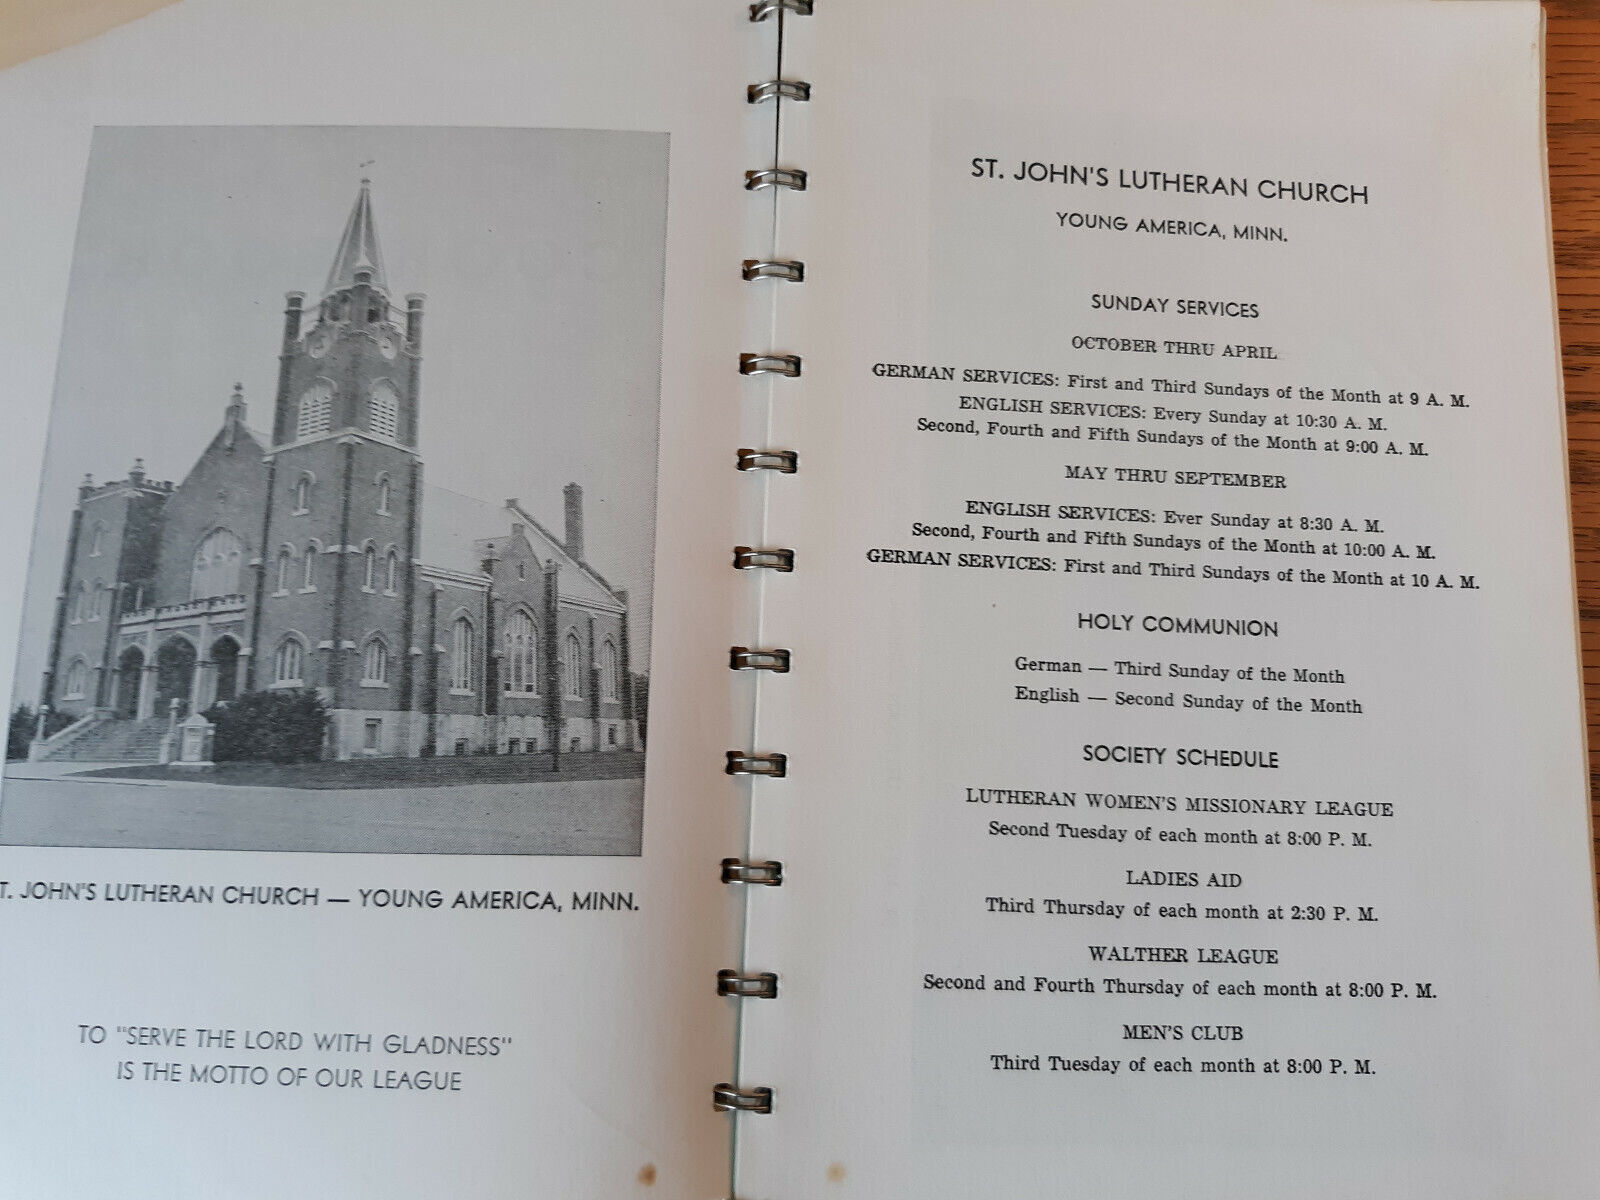 T. JOHN'S LUTHERAN CHURCH — YOUNG AMERICA, MINN.
TO "SERVE THE LORD WITH GLADNESS"
IS THE MOTTO OF OUR LEAGUE
ST. JOHN'S LUTHERAN CHURCH
YOUNG AMERICA, MINN.
SUNDAY SERVICES
OCTOBER THRU APRIL
GERMAN SERVICES: First and Third Sundays of the Month at 9 A. M.
ENGLISH SERVICES: Every Sunday at 10:30 A. M.
Second, Fourth and Fifth Sundays of the Month at 9:00 A. M.
MAY THRU SEPTEMBER
ENGLISH SERVICES: Ever Sunday at 8:30 A. M.
Second, Fourth and Fifth Sundays of the Month at 10:00 A. M.
GERMAN SERVICES: First and Third Sundays of the Month at 10 A. M.
HOLY COMMUNION
German — Third Sunday of the Month
English — Second Sunday of the Month
SOCIETY SCHEDULE
LUTHERAN WOMEN'S MISSIONARY LEAGUE
Second Tuesday of each month at 8:00 P. M.
LADIES AID
Third Thursday of each month at 2:30 P. M.
WALTHER LEAGUE
Second and Fourth Thursday of each month at 8:00 P. M.
MEN'S CLUB
Third Tuesday of each month at 8:00 P. M.